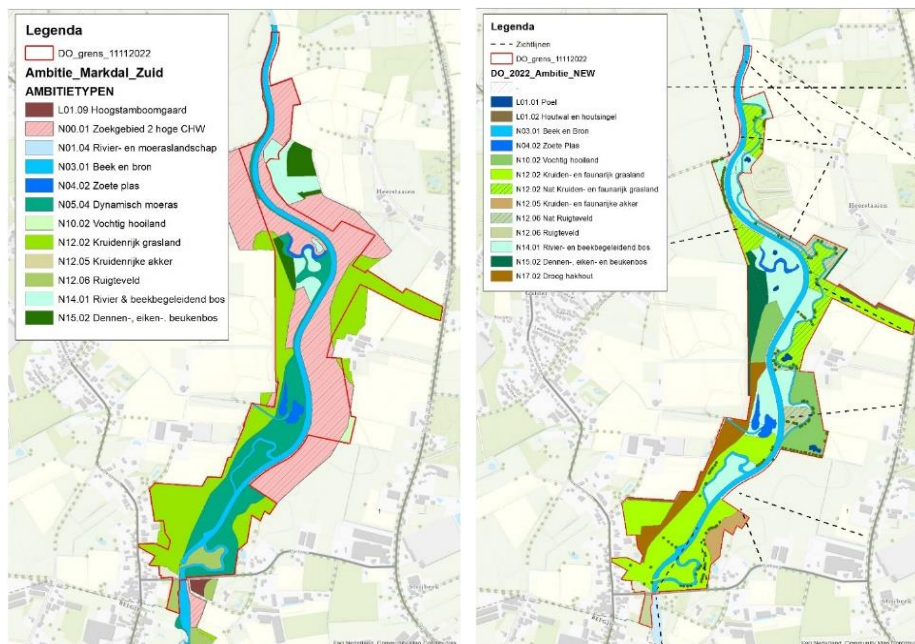 Legenda
DO_grens_11112022
Ambitie_Markdal_Zuid
AMBITIETYPEN
L01.09 Hoogstamboomgaard
N00.01 Zoekgebied 2 hoge CHW
N01.04 Rivier- en moeraslandschap
N03.01 Beek en bron
N04.02 Zoete plas
N05.04 Dynamisch moeras
N10.02 Vochtig hooiland
N12.02 Kruidenrijk grasland
N12.05 Kruidenrijke akker
N12.06 Ruigteveld
N14.01 Rivier & beekbegeleidend bos
N15.02 Dennen-, eiken-. beukenbos
Legenda
Zichtlijnen
DO_grens_11112022
DO_2022_Ambitie_NEW
L01.01 Poel
L01.02 Houtwal en houtsingel
N03.01 Beek en Bron
N04.02 Zoete Plas
N10.02 Vochtig hooiland
N12.02 Kruiden- en faunarijk grasland
N12.02 Nat Kruiden- en faunarijk grasland
N12.05 Kruiden- en faunarijke akker
N12.06 Nat Ruigteveld
N12.06 Ruigteveld
N14.01 Rivier- en beekbegeleidend bos
N15.02 Dennen-, eiken- en beukenbos
N17.02 Droog hakhout